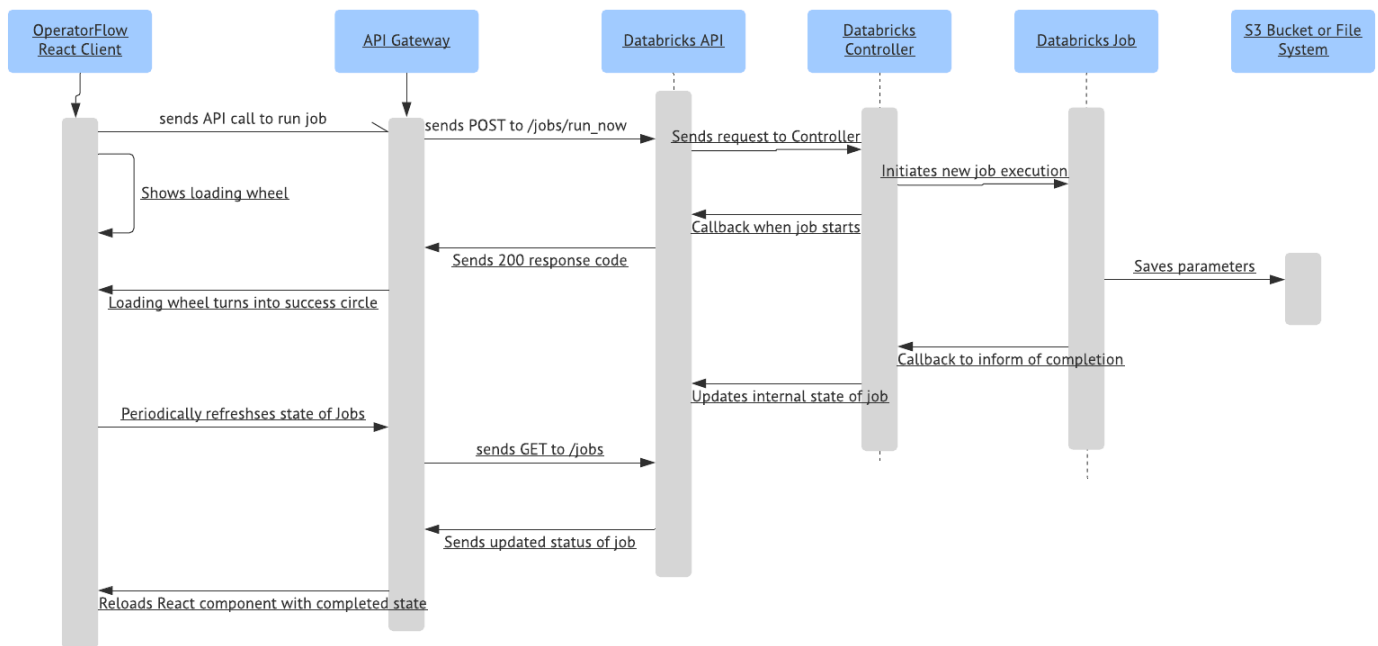 OperatorFlow
React Client
API Gateway
Databricks API
Databricks
Controller
Databricks Job
S3 Bucket or File
System
sends API call to run job
sends POST to /jobs/run_now
Sends request to Controller
Initiates new job execution
Shows loading wheel
Callback when job starts
Sends 200 response code
Saves parameters
Loading wheel turns into success circle
Callback to inform of completion
Updates internal state of job
Periodically refreshses state of Jobs
sends GET to /jobs
Sends updated status of job
Reloads React component with completed state